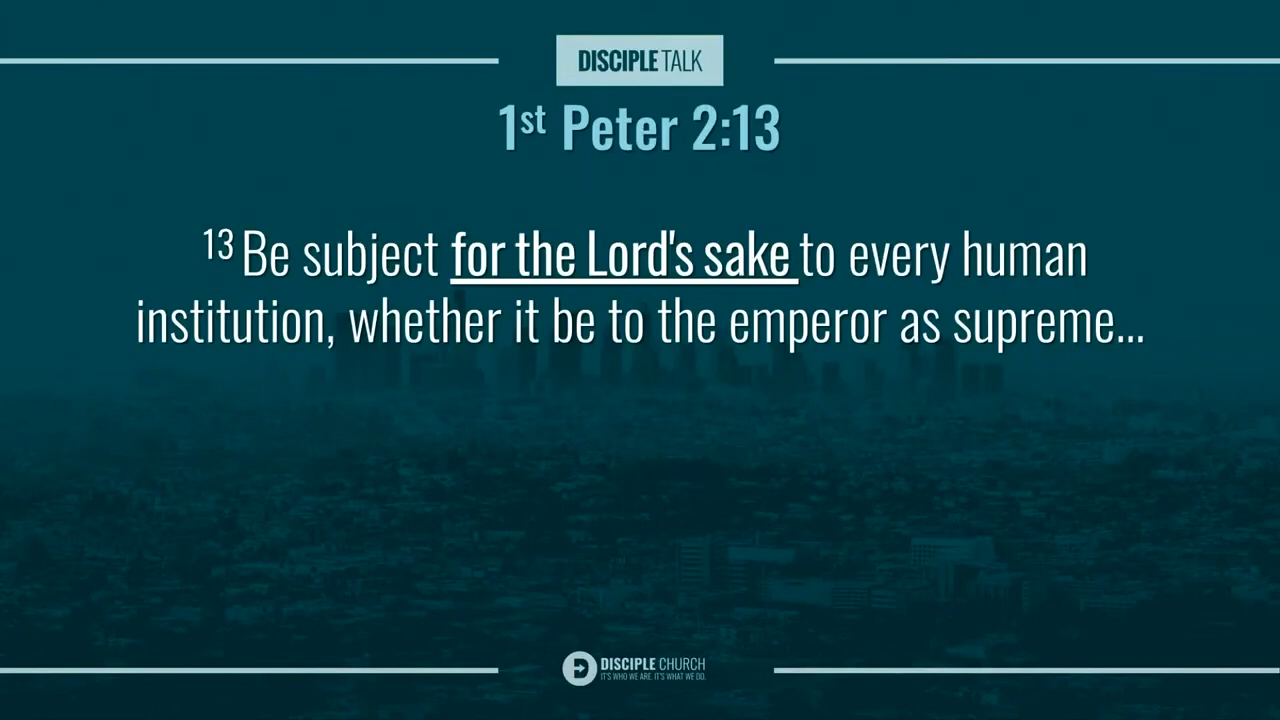 DISCIPLE TALK
1st Peter 2:13
13 Be subject for the Lord's sake to every human
institution, whether it be to the emperor as supreme...
DISCIPLE CHURCH
IT'S WHO WE ARE. IT'S WHAT WE DO.